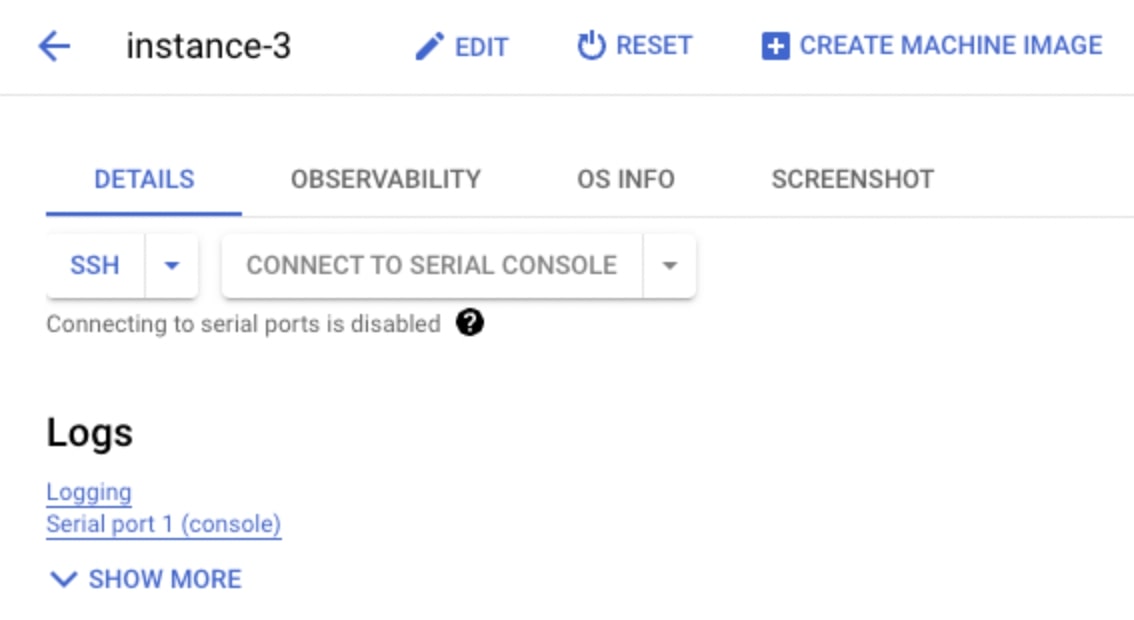 instance-3 EDIT RESET CREATE MACHINE IMAGE
DETAILS OBSERVABILITY OS INFO SCREENSHOT
SSH CONNECT TO SERIAL CONSOLE
Connecting to serial ports is disabled ?
Logs
Logging
Serial port 1 (console)
SHOW MORE